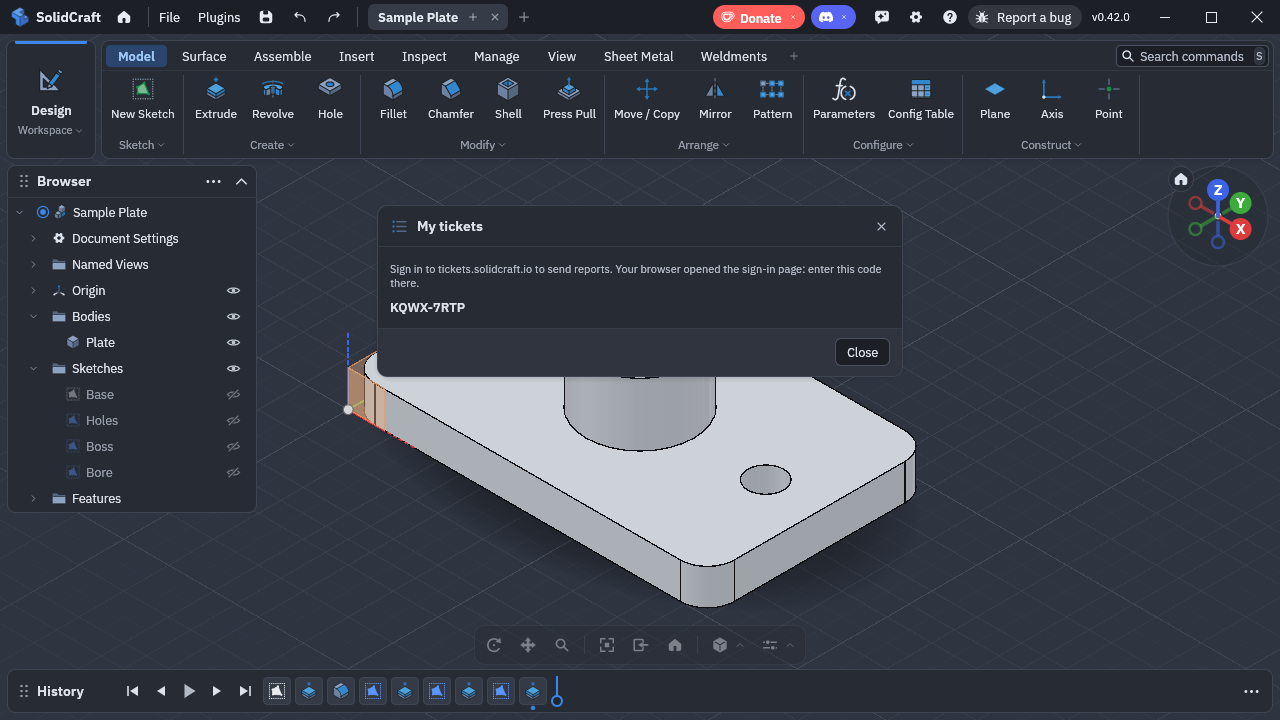 SolidCraft
File
Plugins
Sample Plate
Donate
Report a bug
v0.42.0
Design
Workspace
Model
Surface
Assemble
Insert
Inspect
Manage
View
Sheet Metal
Weldments
Search commands
S
New Sketch
Extrude
Revolve
Hole
Fillet
Chamfer
Shell
Press Pull
Move / Copy
Mirror
Pattern
Parameters
Config Table
Plane
Axis
Point
Sketch
Create
Modify
Arrange
Configure
Construct
Browser
Sample Plate
Document Settings
Named Views
Origin
Bodies
Plate
Sketches
Base
Holes
Boss
Bore
Features
Z
Y
X
My tickets
Sign in to tickets.solidcraft.io to send reports. Your browser opened the sign-in page: enter this code
there.
KQWX-7RTP
Close
History